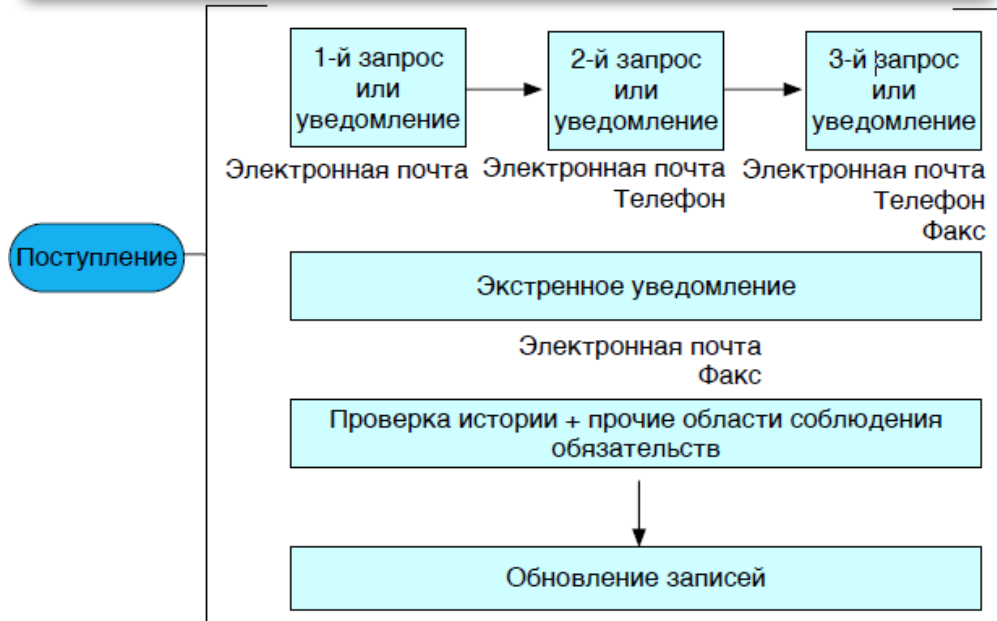 1-й запрос
или
уведомление
2-й запрос
или
уведомление
3-й запрос
или
уведомление
Электронная почта
Электронная почта
Телефон
Электронная почта
Телефон
Факс
Поступление
Экстренное уведомление
Электронная почта
Факс
Проверка истории + прочие области соблюдения
обязательств
Обновление записей